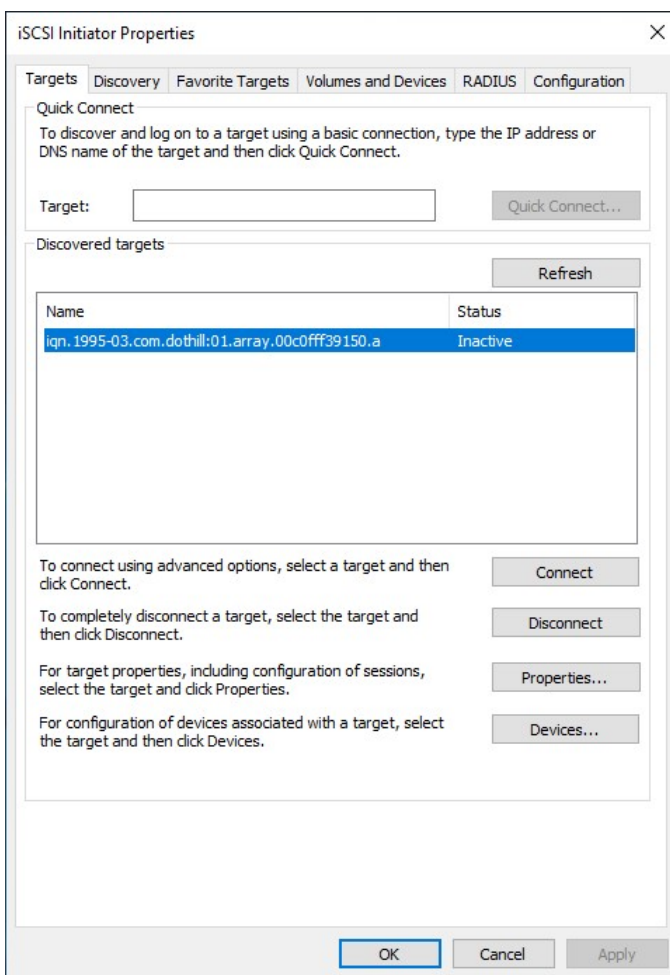 iSCSI Initiator Properties
Targets Discovery Favorite Targets Volumes and Devices RADIUS Configuration
Quick Connect
To discover and log on to a target using a basic connection, type the IP address or
DNS name of the target and then click Quick Connect.
Target: Quick Connect...
Discovered targets
Refresh
Name Status
iqn.1995-03.com.dothill:01.array.00c0fff39150.a Inactive
To connect using advanced options, select a target and then
click Connect.
Connect
To completely disconnect a target, select the target and
then click Disconnect.
Disconnect
For target properties, including configuration of sessions,
select the target and click Properties.
Properties...
For configuration of devices associated with a target, select
the target and then click Devices.
Devices...
OK Cancel Apply